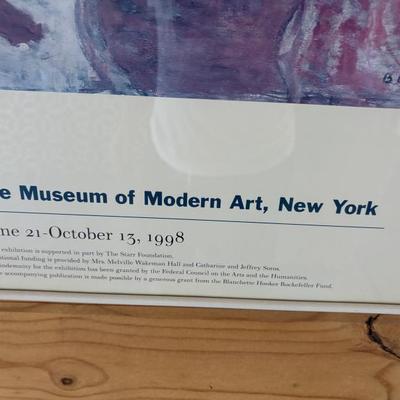 B
e Museum of Modern Art, New York
ne 21-October 13, 1998
exhibition is supported in part by The Starr Foundation.
tional funding is provided by Mrs. Melville Wakeman Hall and Catharine and Jeffrey Soros.
indemnity for the exhibition has been granted by the Federal Council on the Arts and the Humanities.
accompanying publication is made possible by a generous grant from the Blanchette Hooker Rockefeller Fund.